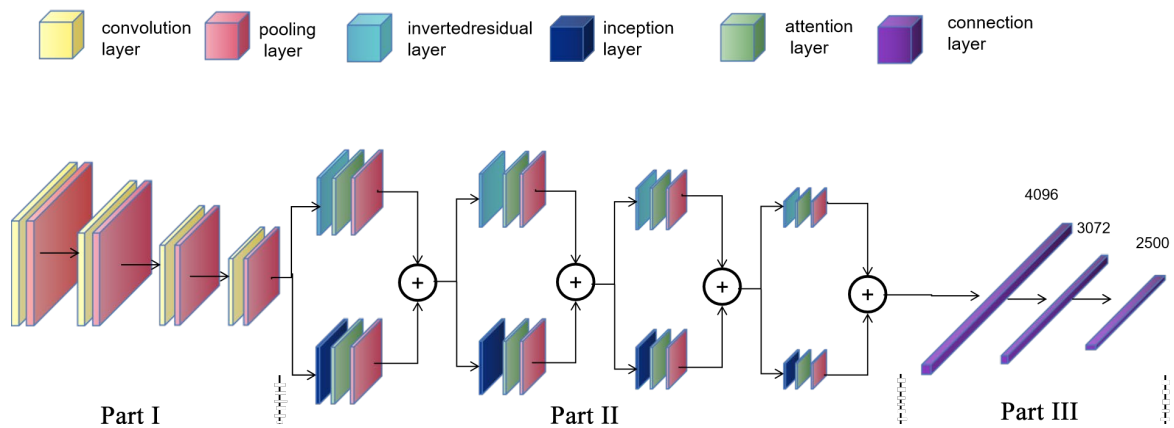 convolution
layer
pooling
layer
invertedresidual
layer
inception
layer
attention
layer
connection
layer
4096
3072
2500
+
+
+
+
Part I
Part II
Part III